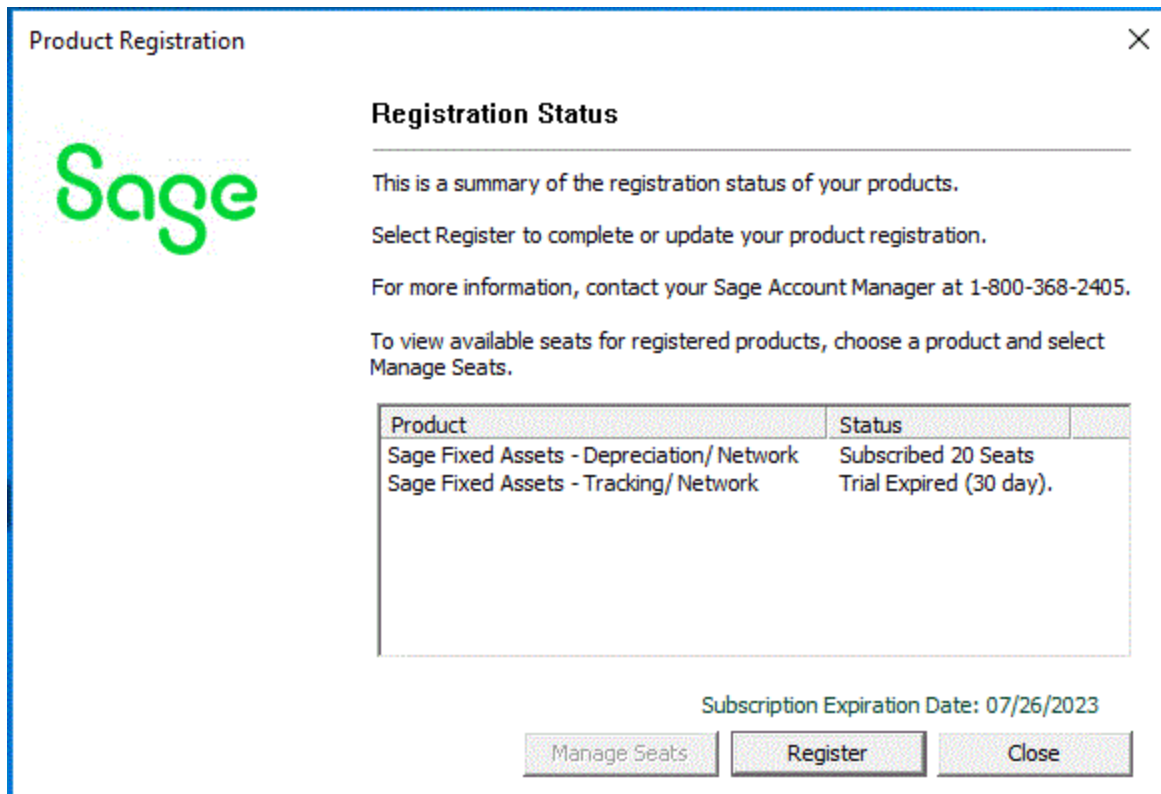 Product Registration
Sage
Registration Status
This is a summary of the registration status of your products.
Select Register to complete or update your product registration.
For more information, contact your Sage Account Manager at 1-800-368-2405.
To view available seats for registered products, choose a product and select
Manage Seats.
Product Status
Sage Fixed Assets - Depreciation/ Network Subscribed 20 Seats
Sage Fixed Assets - Tracking/ Network Trial Expired (30 day).
Subscription Expiration Date: 07/26/2023
Manage Seats Register Close